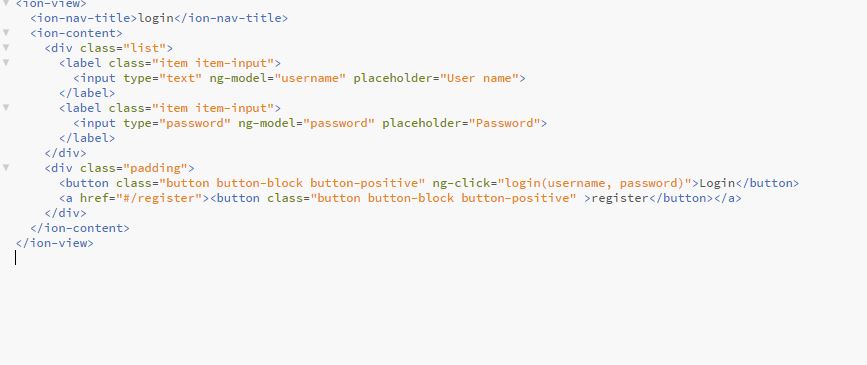 <ion-view>
<ion-nav-title>login</ion-nav-title>
<ion-content>
<div class="list">
<label class="item item-input">
<input type="text" ng-model="username" placeholder="User name">
</label>
<label class="item item-input">
<input type="password" ng-model="password" placeholder="Password">
</label>
</div>
<div class="padding">
<button class="button button-block button-positive" ng-click="login(username, password)">Login</button>
<a href="#/register"><button class="button button-block button-positive" >register</button></a>
</div>
</ion-content>
</ion-view>